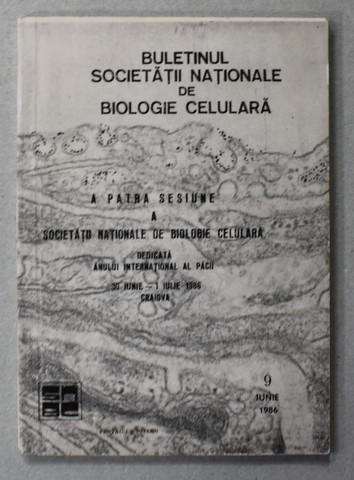 BULETINUL
SOCIETĂȚII NAȚIONALE
DE
BIOLOGIE CELULARĂ
A PATRA SESIUNE
A
SOCIETĂȚII NAȚIONALE DE BIOLOGIE CELULARĂ
DEDICATĂ
ANULUI INTERNAȚIONAL AL PĂCII
30 IUNIE - 1 IULIE 1986
CRAIOVA
9
IUNIE
1986